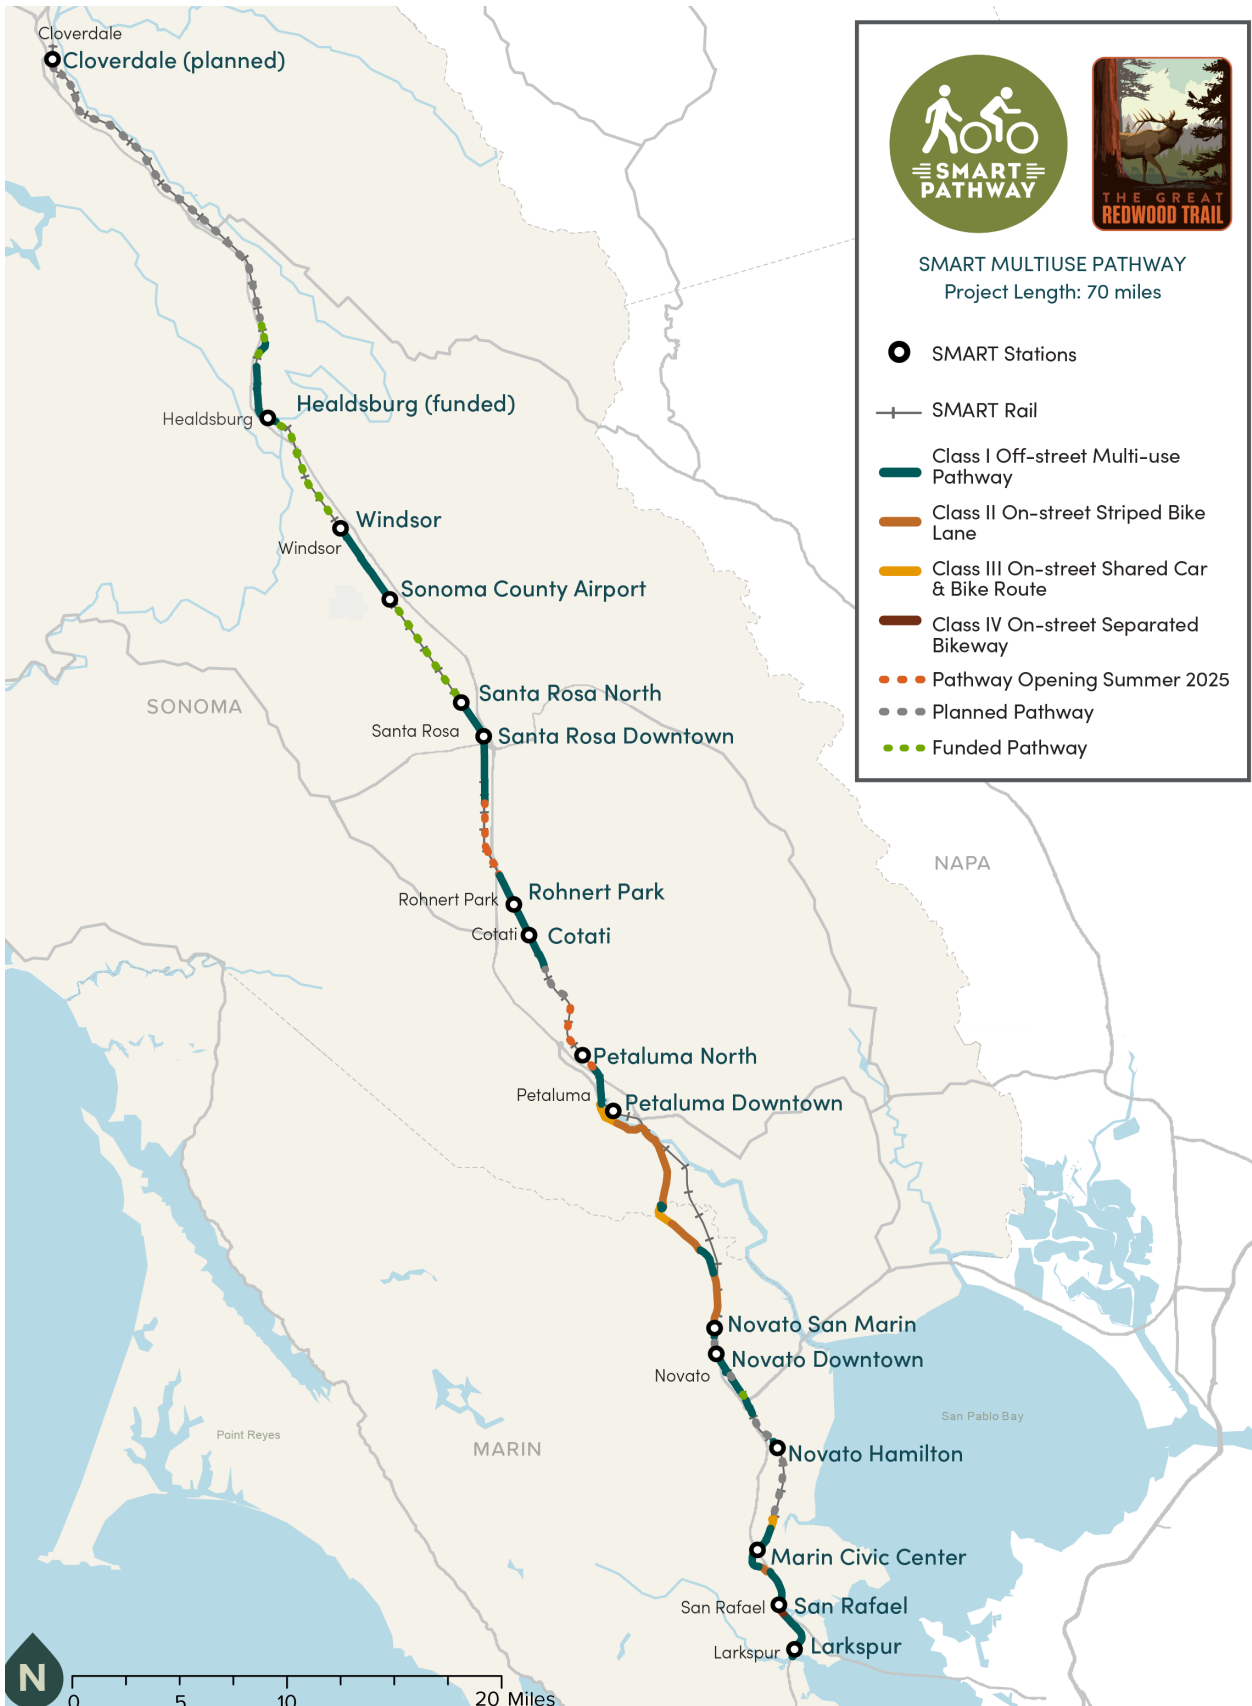 Cloverdale
Cloverdale (planned)
SMART
PATHWAY
THE GREAT
REDWOOD TRAIL
SMART MULTIUSE PATHWAY
Project Length: 70 miles
SMART Stations
SMART Rail
Class I Off-street Multi-use
Pathway
Class II On-street Striped Bike
Lane
Class III On-street Shared Car
& Bike Route
Class IV On-street Separated
Bikeway
Pathway Opening Summer 2025
Planned Pathway
Funded Pathway
Healdsburg (funded)
Healdsburg
Windsor
Windsor
Sonoma County Airport
Santa Rosa North
SONOMA
Santa Rosa
Santa Rosa Downtown
NAPA
Rohnert Park
Rohnert Park
Cotati
Cotati
Petaluma North
Petaluma
Petaluma Downtown
Novato San Marin
Novato Downtown
Novato
San Pablo Bay
Point Reyes
MARIN
Novato Hamilton
Marin Civic Center
San Rafael
San Rafael
Larkspur
Larkspur
N
0 5 10 20 Miles